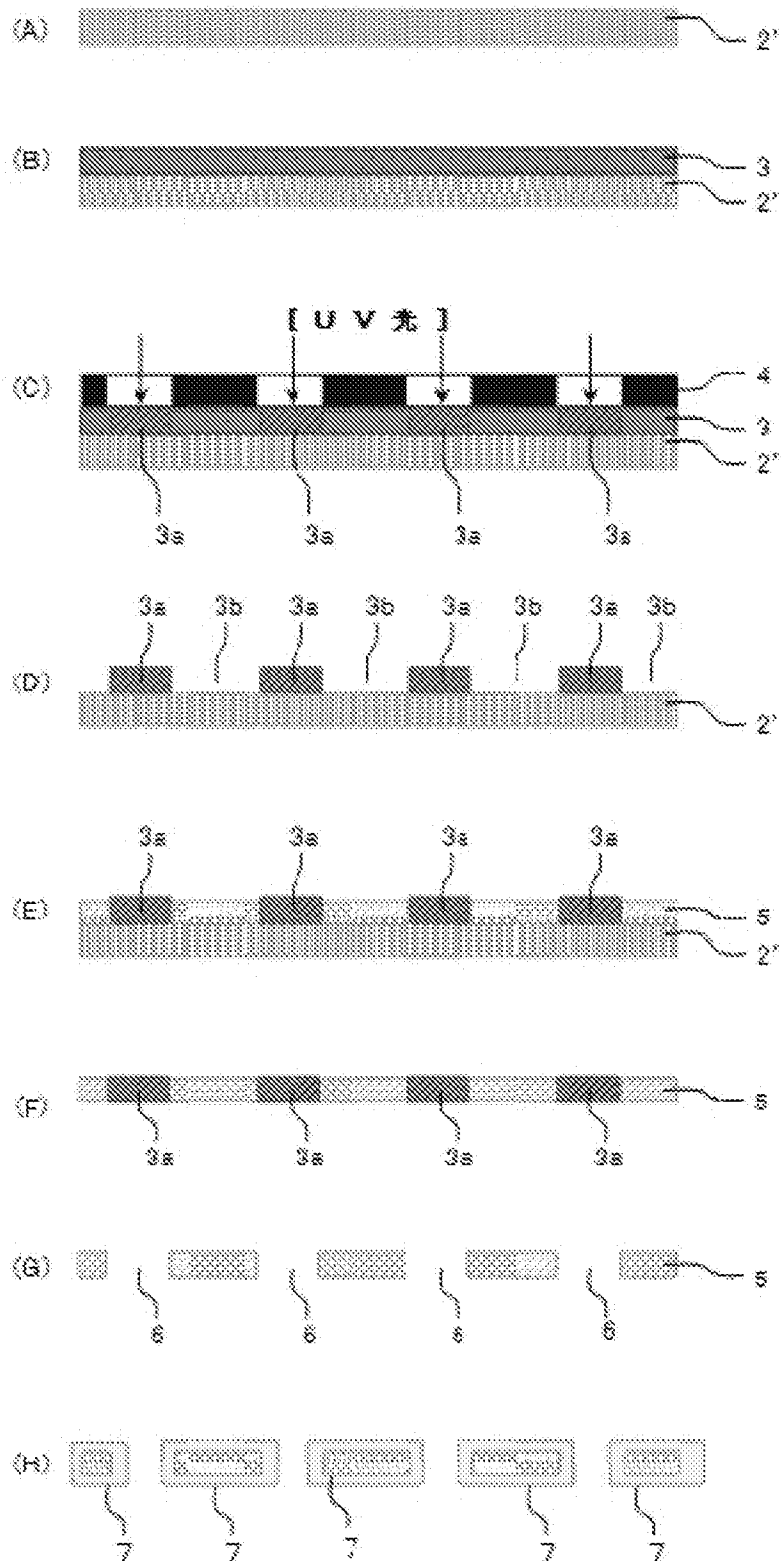 (A) 2'
(B) 3
2'
[ U V 光 ]
(C) 4
3
2'
3a 3a 3a 3a
3a 3b 3a 3b 3a 3b 3a 3b
(D) 2'
3a 3a 3a 3a
(E) 5
2'
(F) 5
3a 3a 3a 3a
(G) 5
6 6 6 6
(H)
7 7 7 7 7